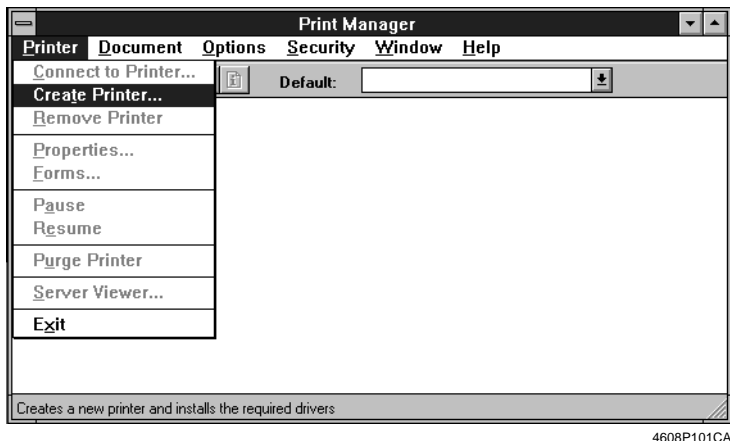 Print Manager
Printer Document Options Security Window Help
Connect to Printer...
Default:
Create Printer...
Remove Printer
Properties...
Forms...
Pause
Resume
Purge Printer
Server Viewer...
Exit
Creates a new printer and installs the required drivers
4608P101CA